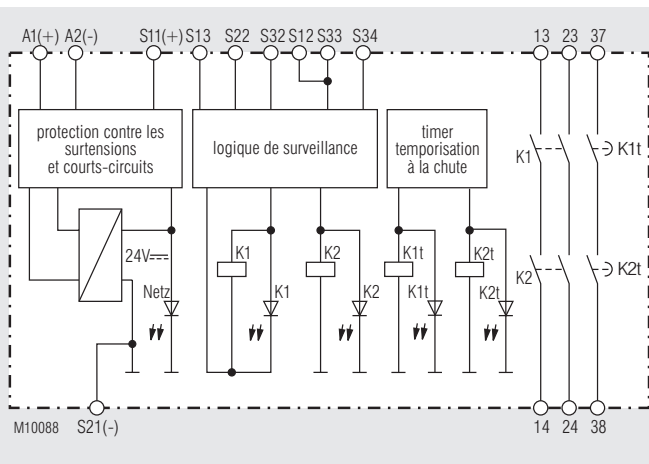 A1(+) A2(-) S11(+) S13 S22 S32 S12 S33 S34 13 23 37
protection contre les
surtensions
et courts-circuits
logique de surveillance
timer
temporisation
à la chute
K1
K1t
24V
K1
K2
K1t
K2t
K2
K2t
Netz
K1
K2
K1t
K2t
M10088
S21(-)
14 24 38